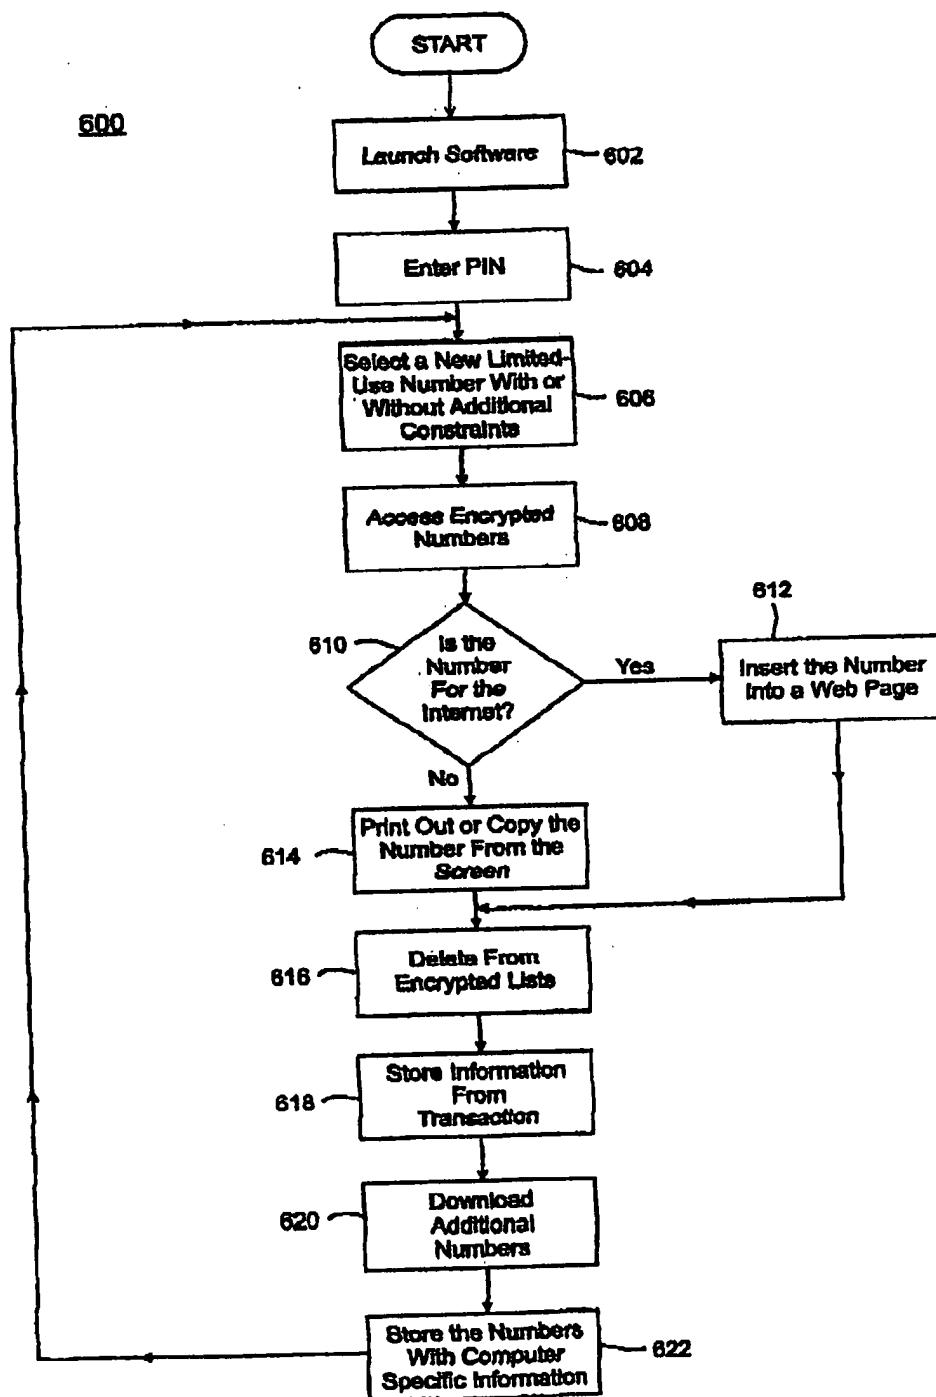 START
600
Launch Software
602
Enter PIN
604
Select a New Limited-
Use Number With or
Without Additional
Constraints
606
Access Encrypted
Numbers
608
612
610
Is the
Number
For the
Internet?
Yes
Insert the Number
Into a Web Page
No
Print Out or Copy the
Number From the
Screen
614
Delete From
Encrypted Lists
616
Store Information
From
Transaction
618
Download
Additional
Numbers
620
Store the Numbers
With Computer
Specific Information
622